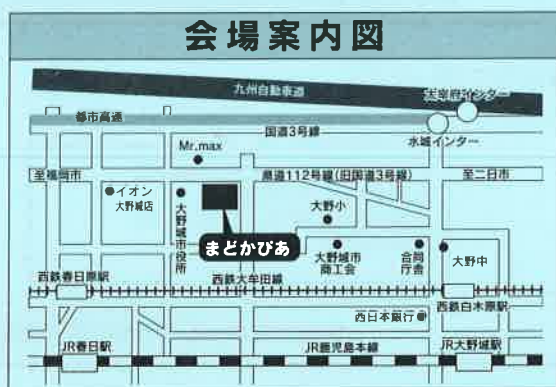 会場案内図
九州自動車道
太宰府インター
都市高速
国道3号線
水城インター
Mr.max
至福岡市
県道112号線(旧国道3号線)
至二日市
イオン
大野城店
大野城市役所
大野小
まどかぴあ
大野城市
商工会
合同
庁舎
大野中
西鉄春日原駅
西鉄大牟田線
西鉄白木原駅
西日本銀行
JR春日駅
JR鹿児島本線
JR大野城駅